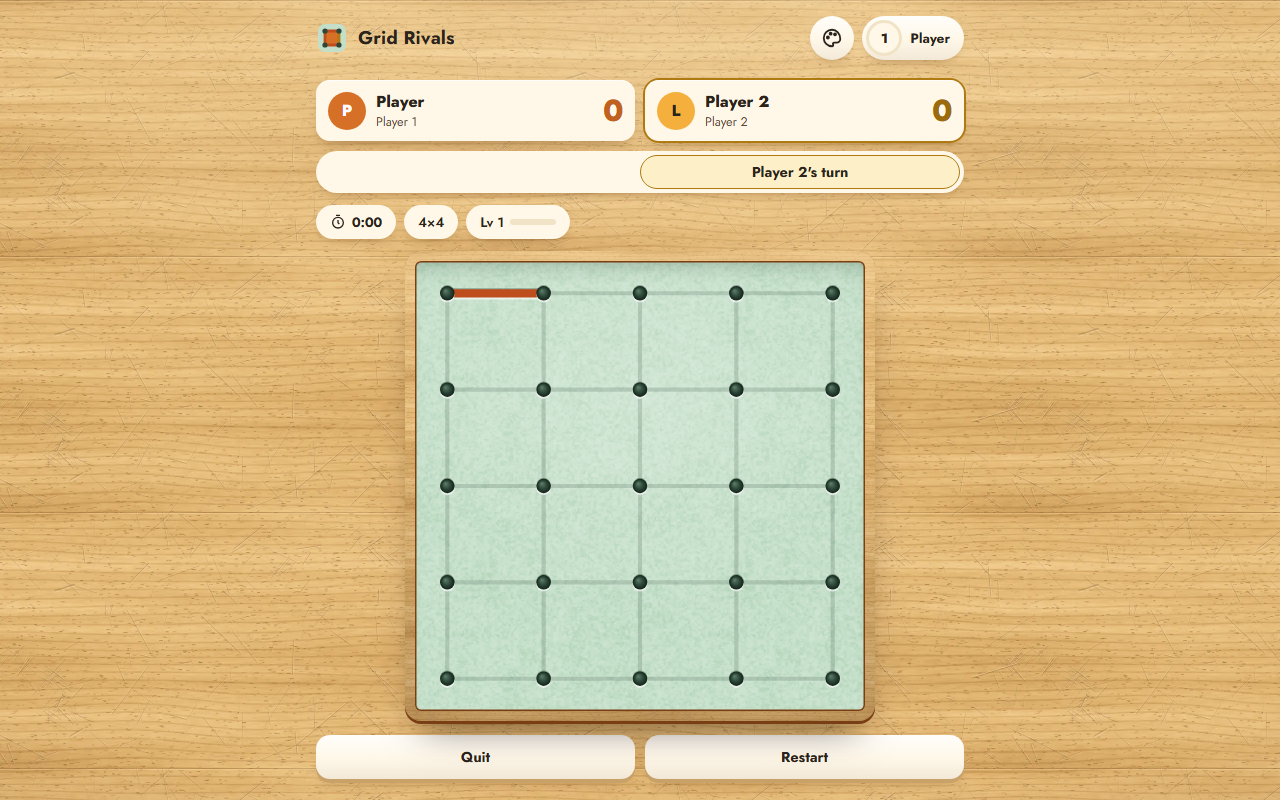 Grid Rivals
1 Player
P Player 0
Player 1
L Player 2 0
Player 2
Player 2's turn
0:00 4×4 Lv 1
Quit Restart